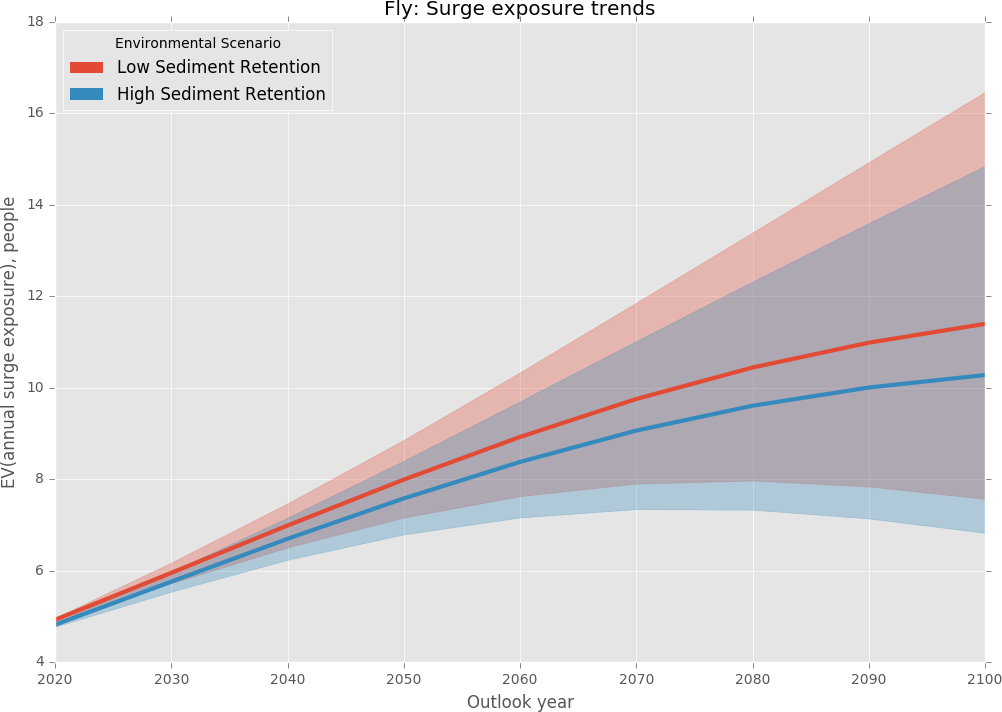 Fly: Surge exposure trends
18
Environmental Scenario
Low Sediment Retention
High Sediment Retention
16
14
12
10
8
6
4
EV(annual surge exposure), people
2020 2030 2040 2050 2060 2070 2080 2090 2100
Outlook year